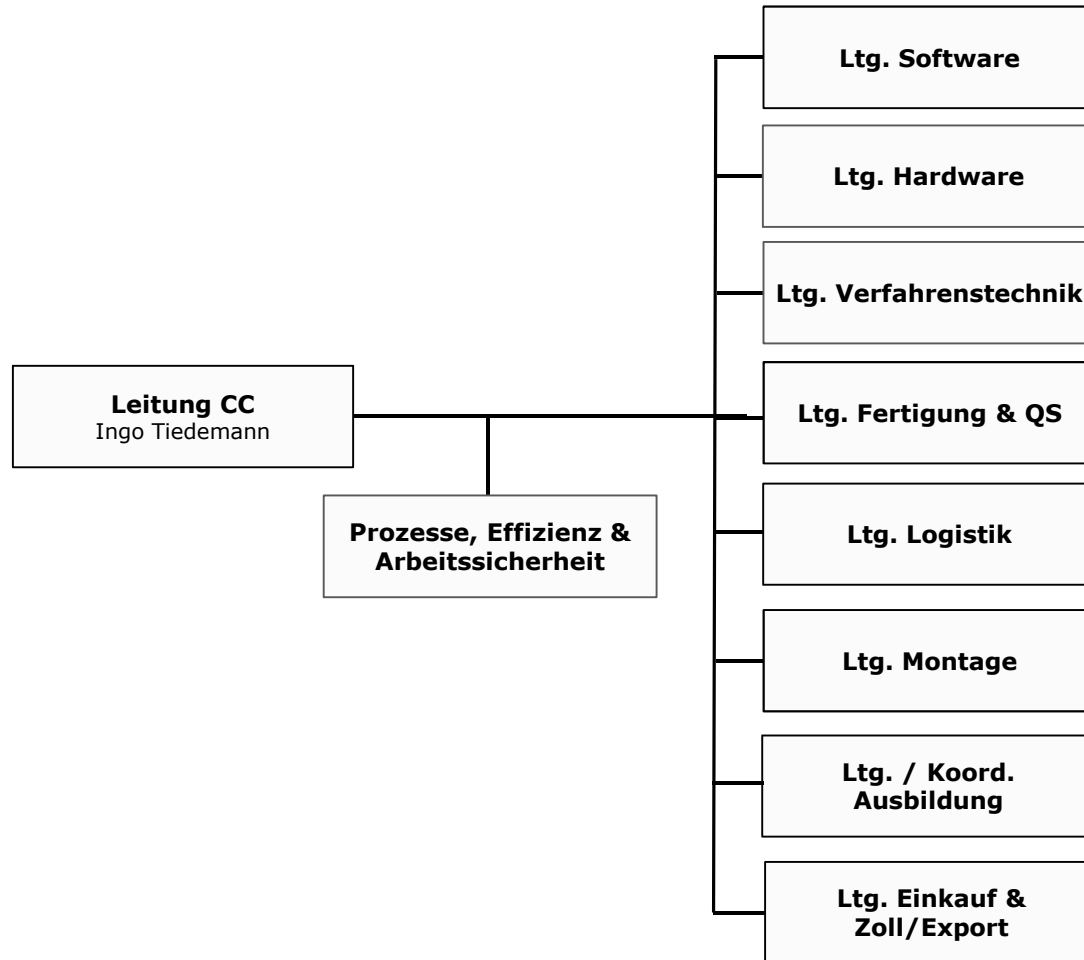 Ltg. Software
Ltg. Hardware
Ltg. Verfahrenstechnik
Leitung CC
Ingo Tiedemann
Ltg. Fertigung & QS
Prozesse, Effizienz &
Arbeitssicherheit
Ltg. Logistik
Ltg. Montage
Ltg. / Koord.
Ausbildung
Ltg. Einkauf &
Zoll/Export